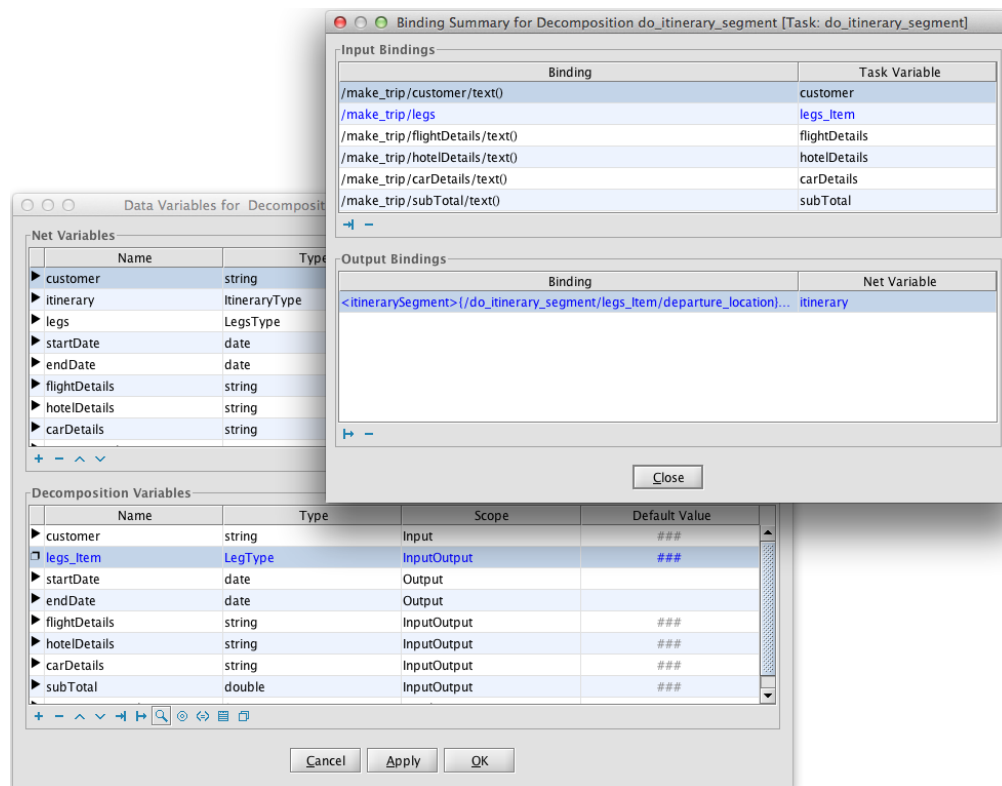 Binding Summary for Decomposition do_itinerary_segment [Task: do_itinerary_segment]
Input Bindings
Binding Task Variable
/make_trip/customer/text() customer
/make_trip/legs legs_Item
/make_trip/flightDetails/text() flightDetails
/make_trip/hotelDetails/text() hotelDetails
/make_trip/carDetails/text() carDetails
/make_trip/subTotal/text() subTotal
Output Bindings
Binding Net Variable
<itinerarySegment>{/do_itinerary_segment/legs_Item/departure_location}... itinerary
Close
Data Variables for Decomposit
Net Variables
Name Type
customer string
itinerary ItineraryType
legs LegsType
startDate date
endDate date
flightDetails string
hotelDetails string
carDetails string
Decomposition Variables
Name Type Scope Default Value
customer string Input ###
legs_Item LegType InputOutput ###
startDate date Output
endDate date Output
flightDetails string InputOutput ###
hotelDetails string InputOutput ###
carDetails string InputOutput ###
subTotal double InputOutput ###
Cancel Apply OK